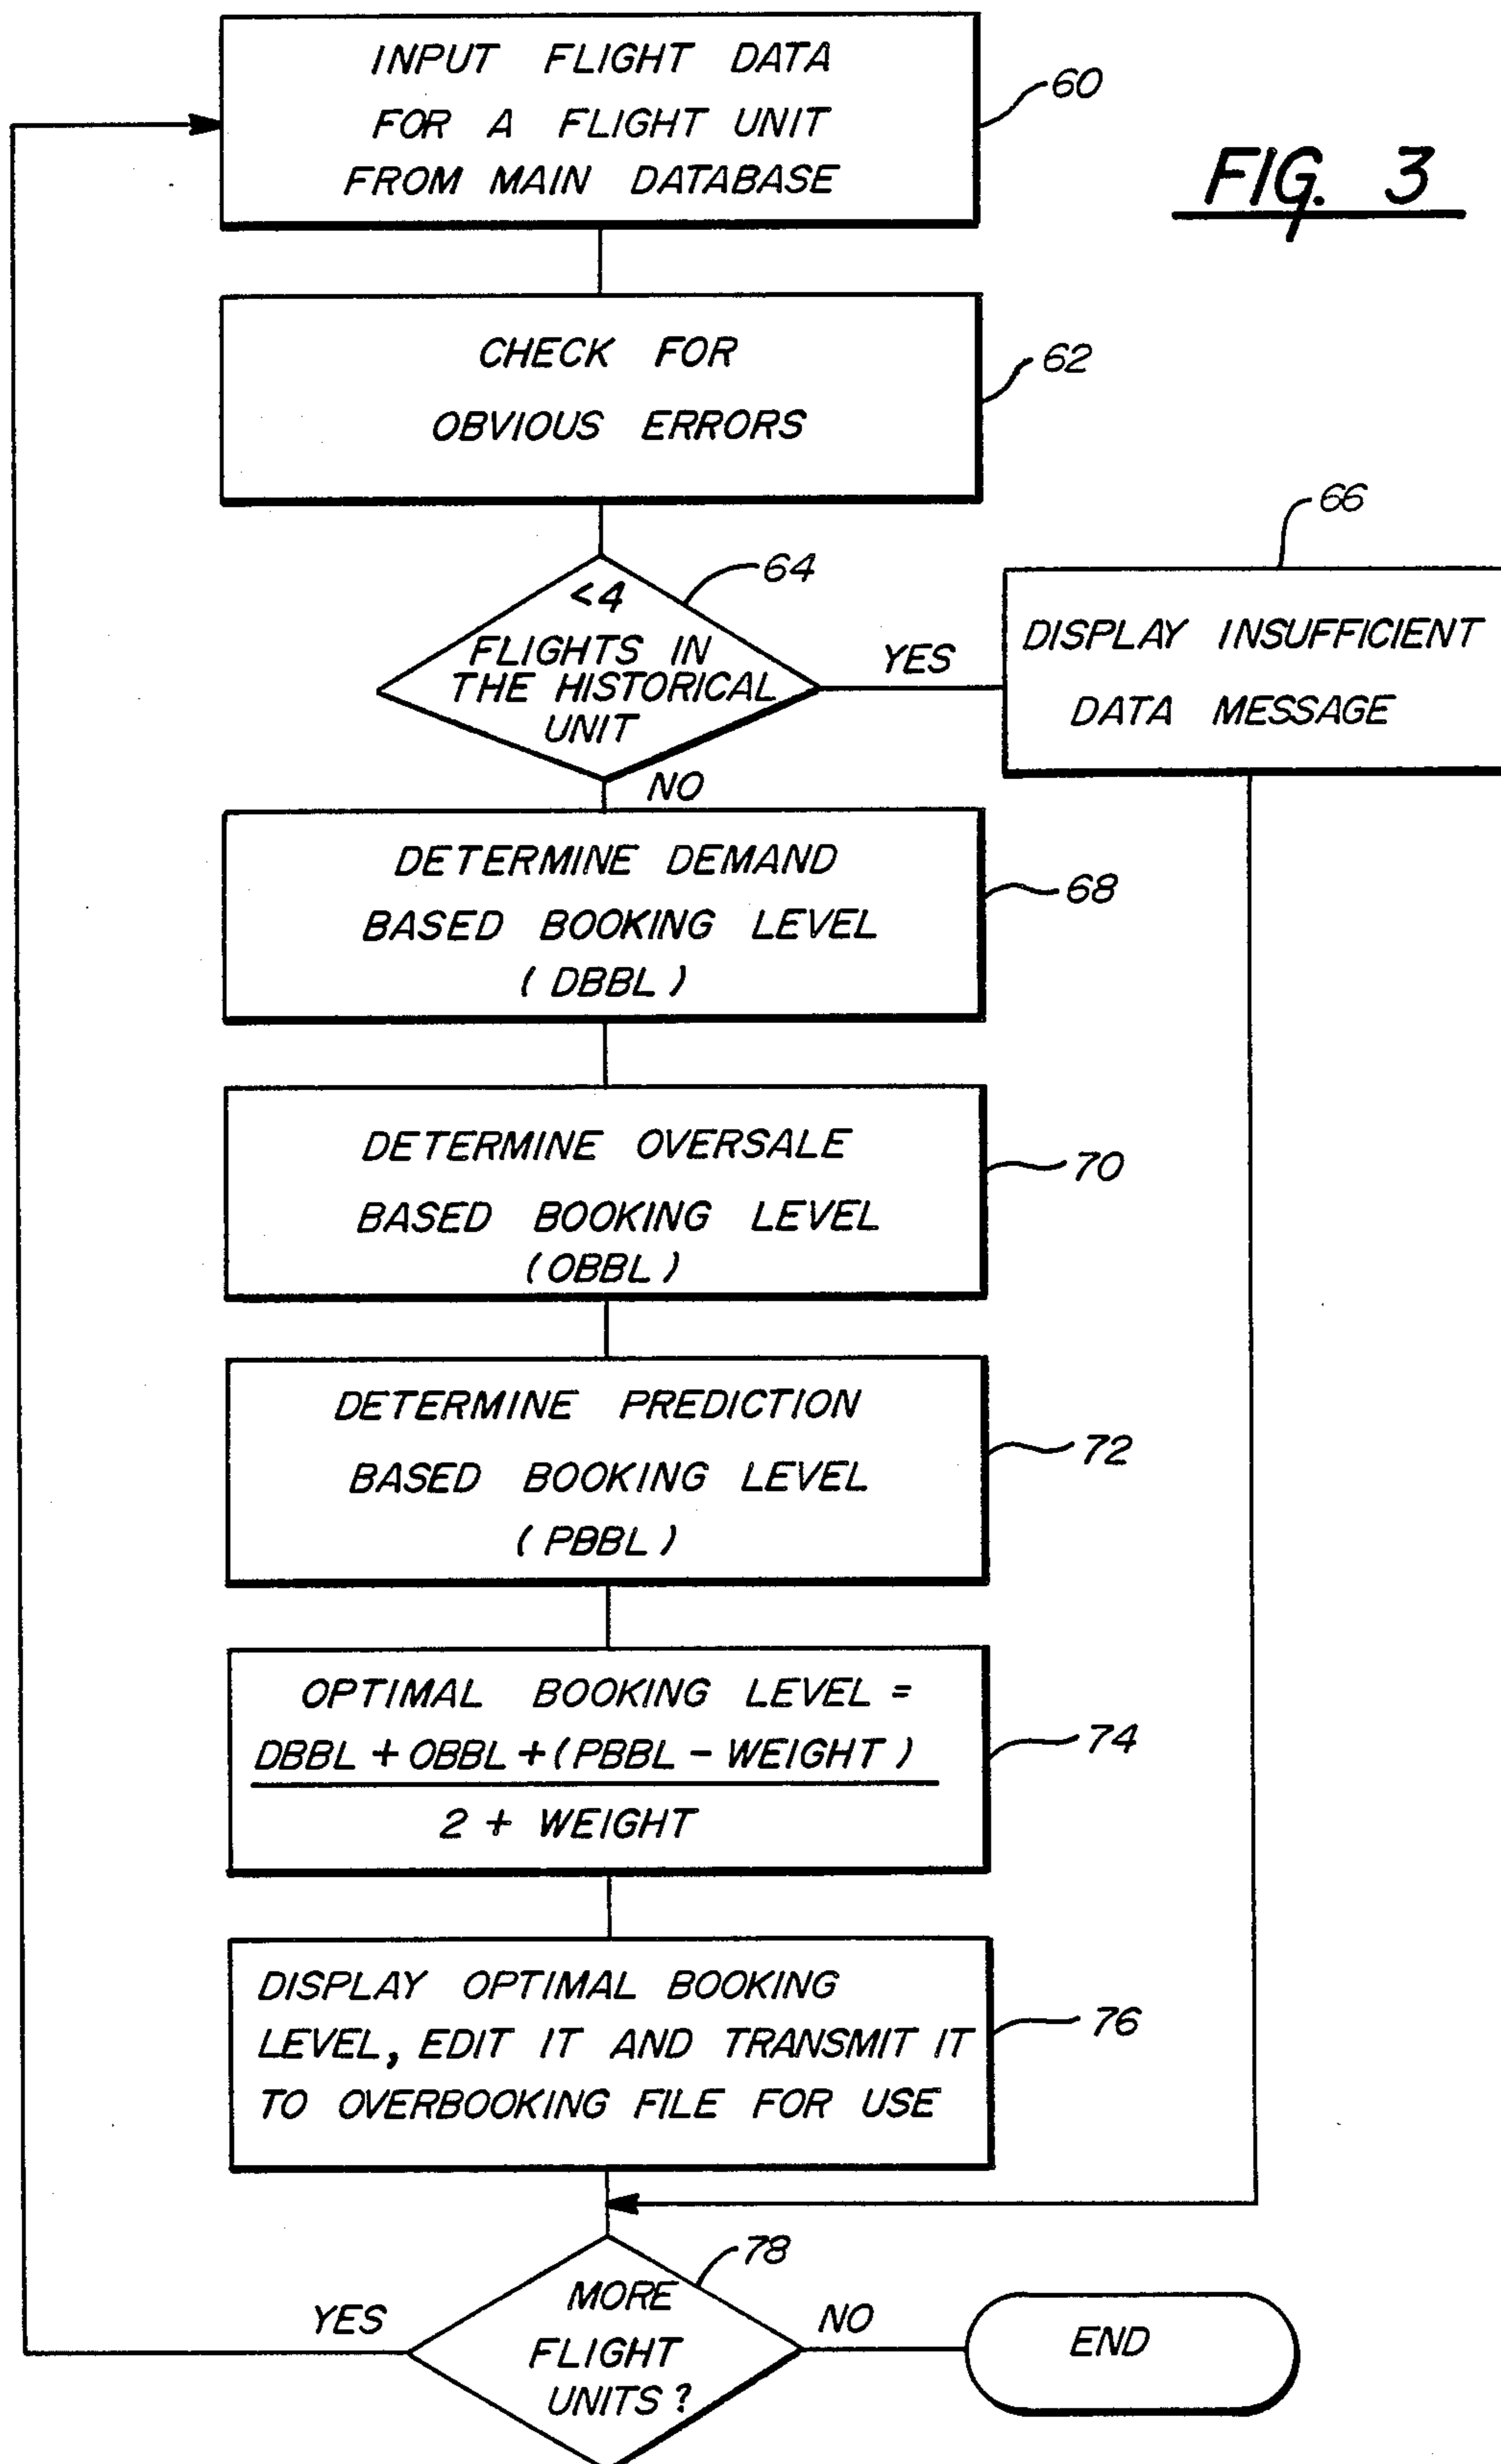 INPUT FLIGHT DATA
FOR A FLIGHT UNIT
FROM MAIN DATABASE
60
FIG. 3
CHECK FOR
OBVIOUS ERRORS
62
<4
FLIGHTS IN
THE HISTORICAL
UNIT
64
YES
66
DISPLAY INSUFFICIENT
DATA MESSAGE
NO
DETERMINE DEMAND
BASED BOOKING LEVEL
(DBBL)
68
DETERMINE OVERSALE
BASED BOOKING LEVEL
(OBBL)
70
DETERMINE PREDICTION
BASED BOOKING LEVEL
(PBBL)
72
OPTIMAL BOOKING LEVEL =
DBBL + OBBL + (PBBL - WEIGHT)
2 + WEIGHT
74
DISPLAY OPTIMAL BOOKING
LEVEL, EDIT IT AND TRANSMIT IT
TO OVERBOOKING FILE FOR USE
76
78
YES
MORE
FLIGHT
UNITS?
NO
END